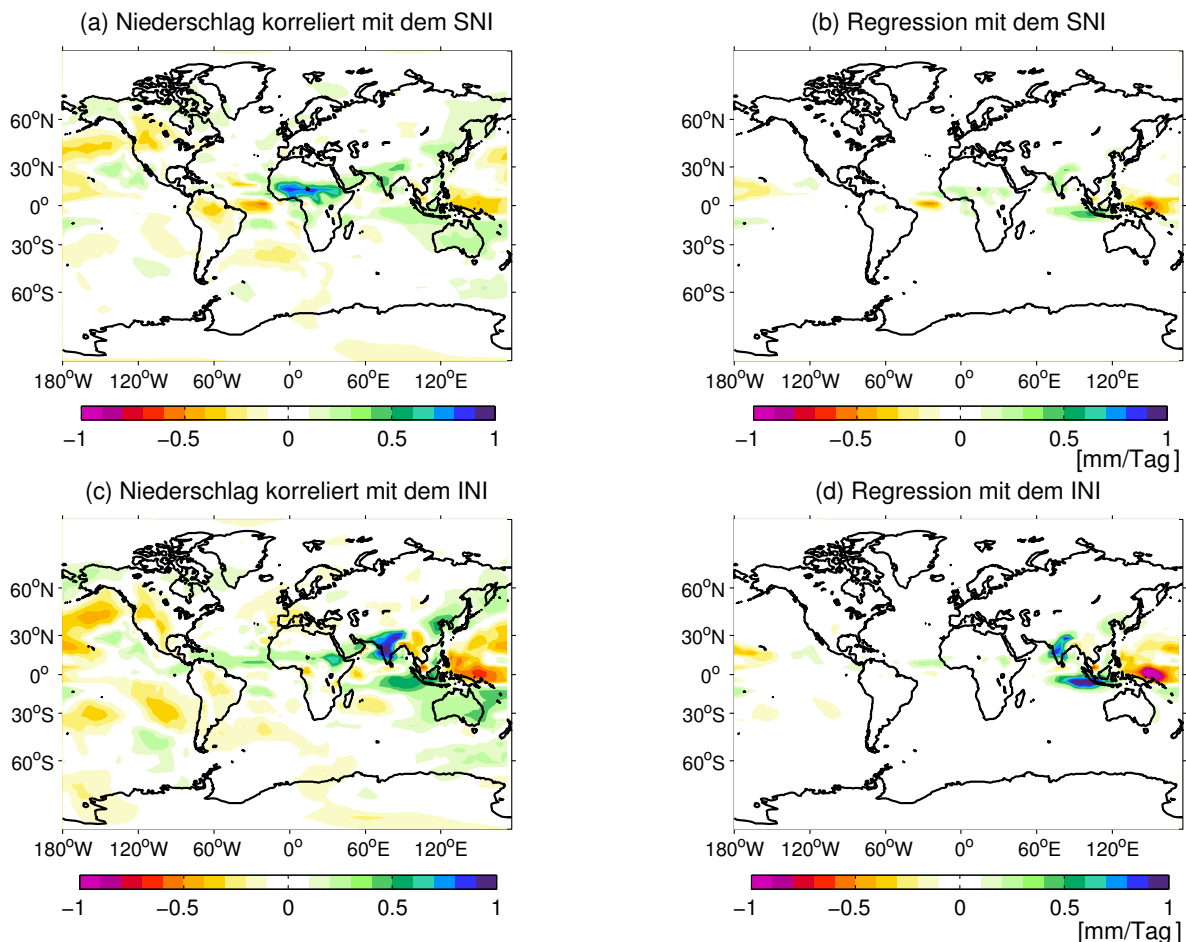 (a) Niederschlag korreliert mit dem SNI
60°N
30°N
0°
30°S
60°S
180°W 120°W 60°W 0° 60°E 120°E
−1 −0.5 0 0.5 1
(b) Regression mit dem SNI
60°N
30°N
0°
30°S
60°S
180°W 120°W 60°W 0° 60°E 120°E
−1 −0.5 0 0.5 1
[mm/Tag]
(c) Niederschlag korreliert mit dem INI
60°N
30°N
0°
30°S
60°S
180°W 120°W 60°W 0° 60°E 120°E
−1 −0.5 0 0.5 1
(d) Regression mit dem INI
60°N
30°N
0°
30°S
60°S
180°W 120°W 60°W 0° 60°E 120°E
−1 −0.5 0 0.5 1
[mm/Tag]